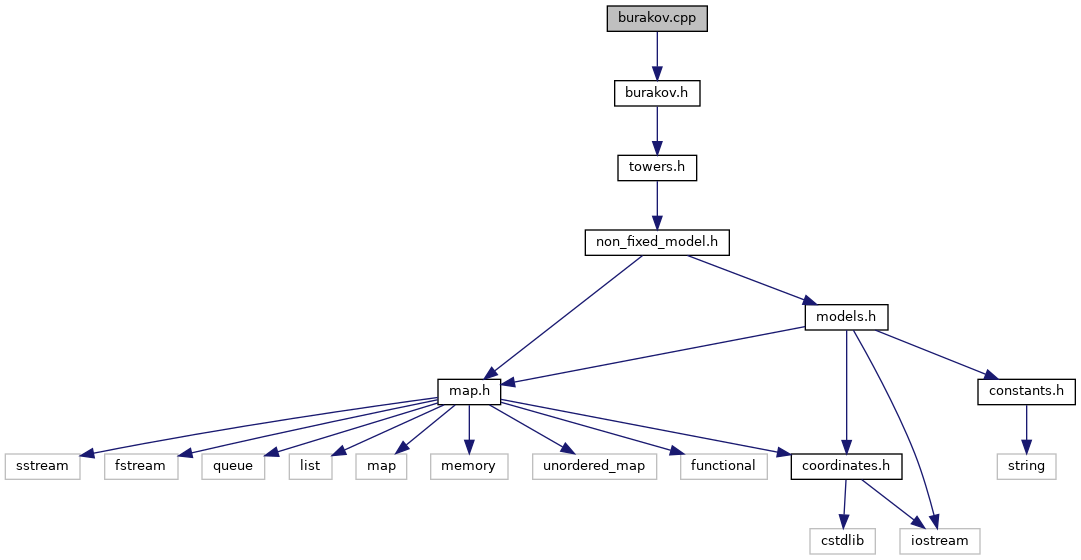 burakov.cpp
burakov.h
towers.h
non_fixed_model.h
models.h
map.h
constants.h
sstream
fstream
queue
list
map
memory
unordered_map
functional
coordinates.h
string
cstdlib
iostream